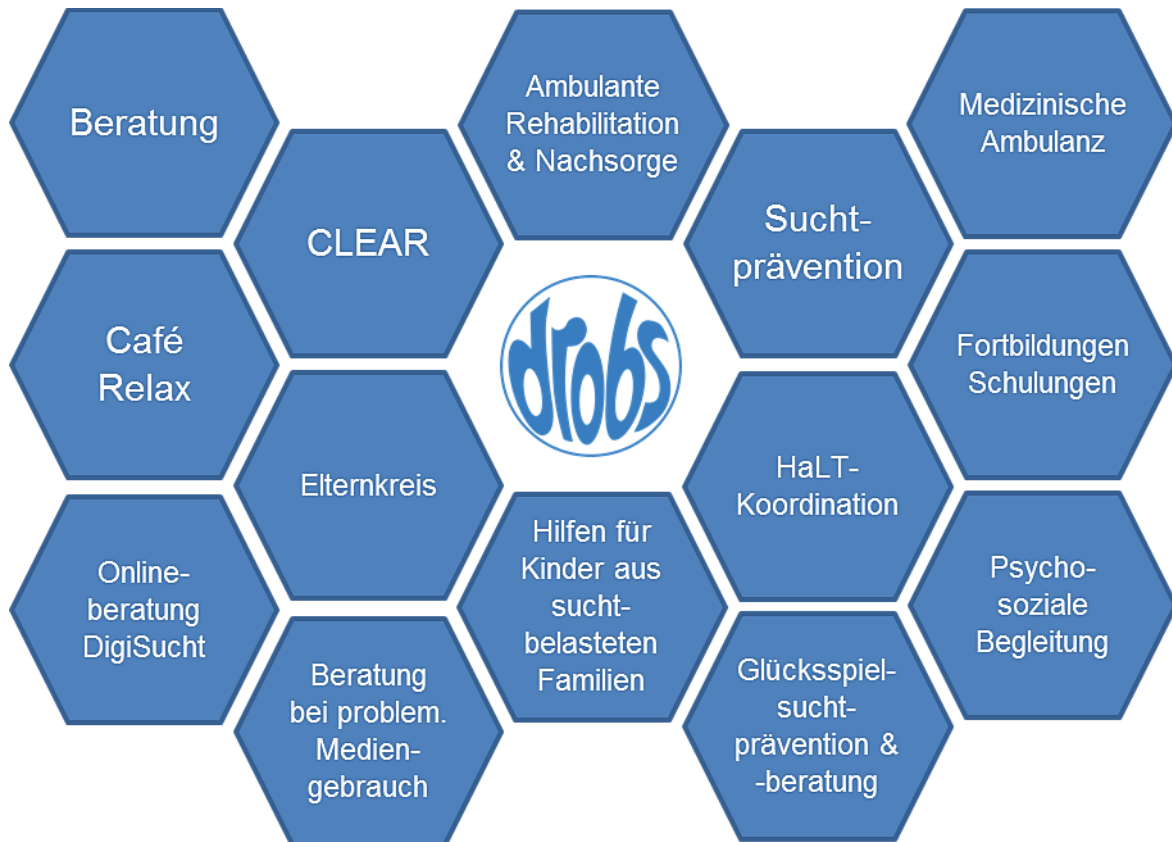 Beratung
Ambulante
Rehabilitation
& Nachsorge
Medizinische
Ambulanz
CLEAR
Sucht-
prävention
Café
Relax
drobs
Fortbildungen
Schulungen
Elternkreis
HaLT-
Koordination
Online-
beratung
DigiSucht
Hilfen für
Kinder aus
sucht-
belasteten
Familien
Psycho-
soziale
Begleitung
Beratung
bei problem.
Medien-
gebrauch
Glücksspiel-
sucht-
prävention &
-beratung